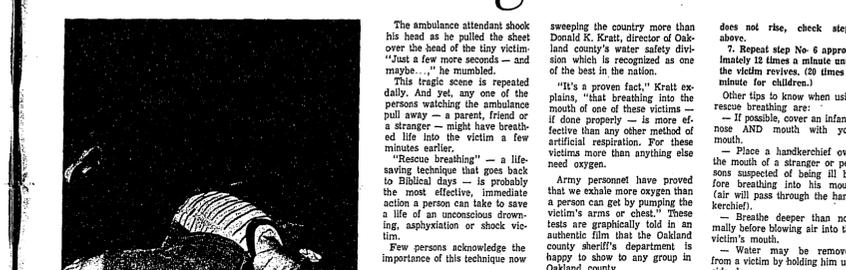 The ambulance attendant shook
his head as he pulled the sheet
over the head of the tiny victim.
"Just a few more seconds — and
maybe...," he mumbled.
This tragic scene is repeated
daily. And yet, any one of the
persons watching the ambulance
pull away — a parent, friend or
a stranger — might have breath-
ed life into the victim a few
minutes earlier.
"Rescue breathing" — a life-
saving technique that goes back
to Biblical days — is probably
the most effective, immediate
action a person can take to save
a life of an unconscious drown-
ing, asphyxiation or shock vic-
tim.
Few persons acknowledge the
importance of this technique now
sweeping the country more than
Donald K. Kratt, director of Oak-
land county's water safety divi-
sion which is recognized as one
of the best in the nation.
"It's a proven fact," Kratt ex-
plains, "that breathing into the
mouth of one of these victims —
if done properly — is more ef-
fective than any other method of
artificial respiration. For these
victims more than anything else
need oxygen.
Army personnel have proved
that we exhale more oxygen than
a person can get by pumping the
victim's arms or chest." These
tests are graphically told in an
authentic film that the Oakland
county sheriff's department is
happy to show to any group in
Oakland county
does not rise, check
above.
7. Repeat step No. 6
12 times a minute
the victim revives. (20 times
minute for children.)
Other tips to know when
rescue breathing are:
— If possible, cover an
nose AND mouth with
mouth.
— Place a handkerchief
the mouth of a stranger or
sons suspected of being ill
fore breathing into his
(air will pass through the
kerchief).
— Breathe deeper than
mally before blowing air into
victim's mouth.
— Water may be
from a victim by holding him